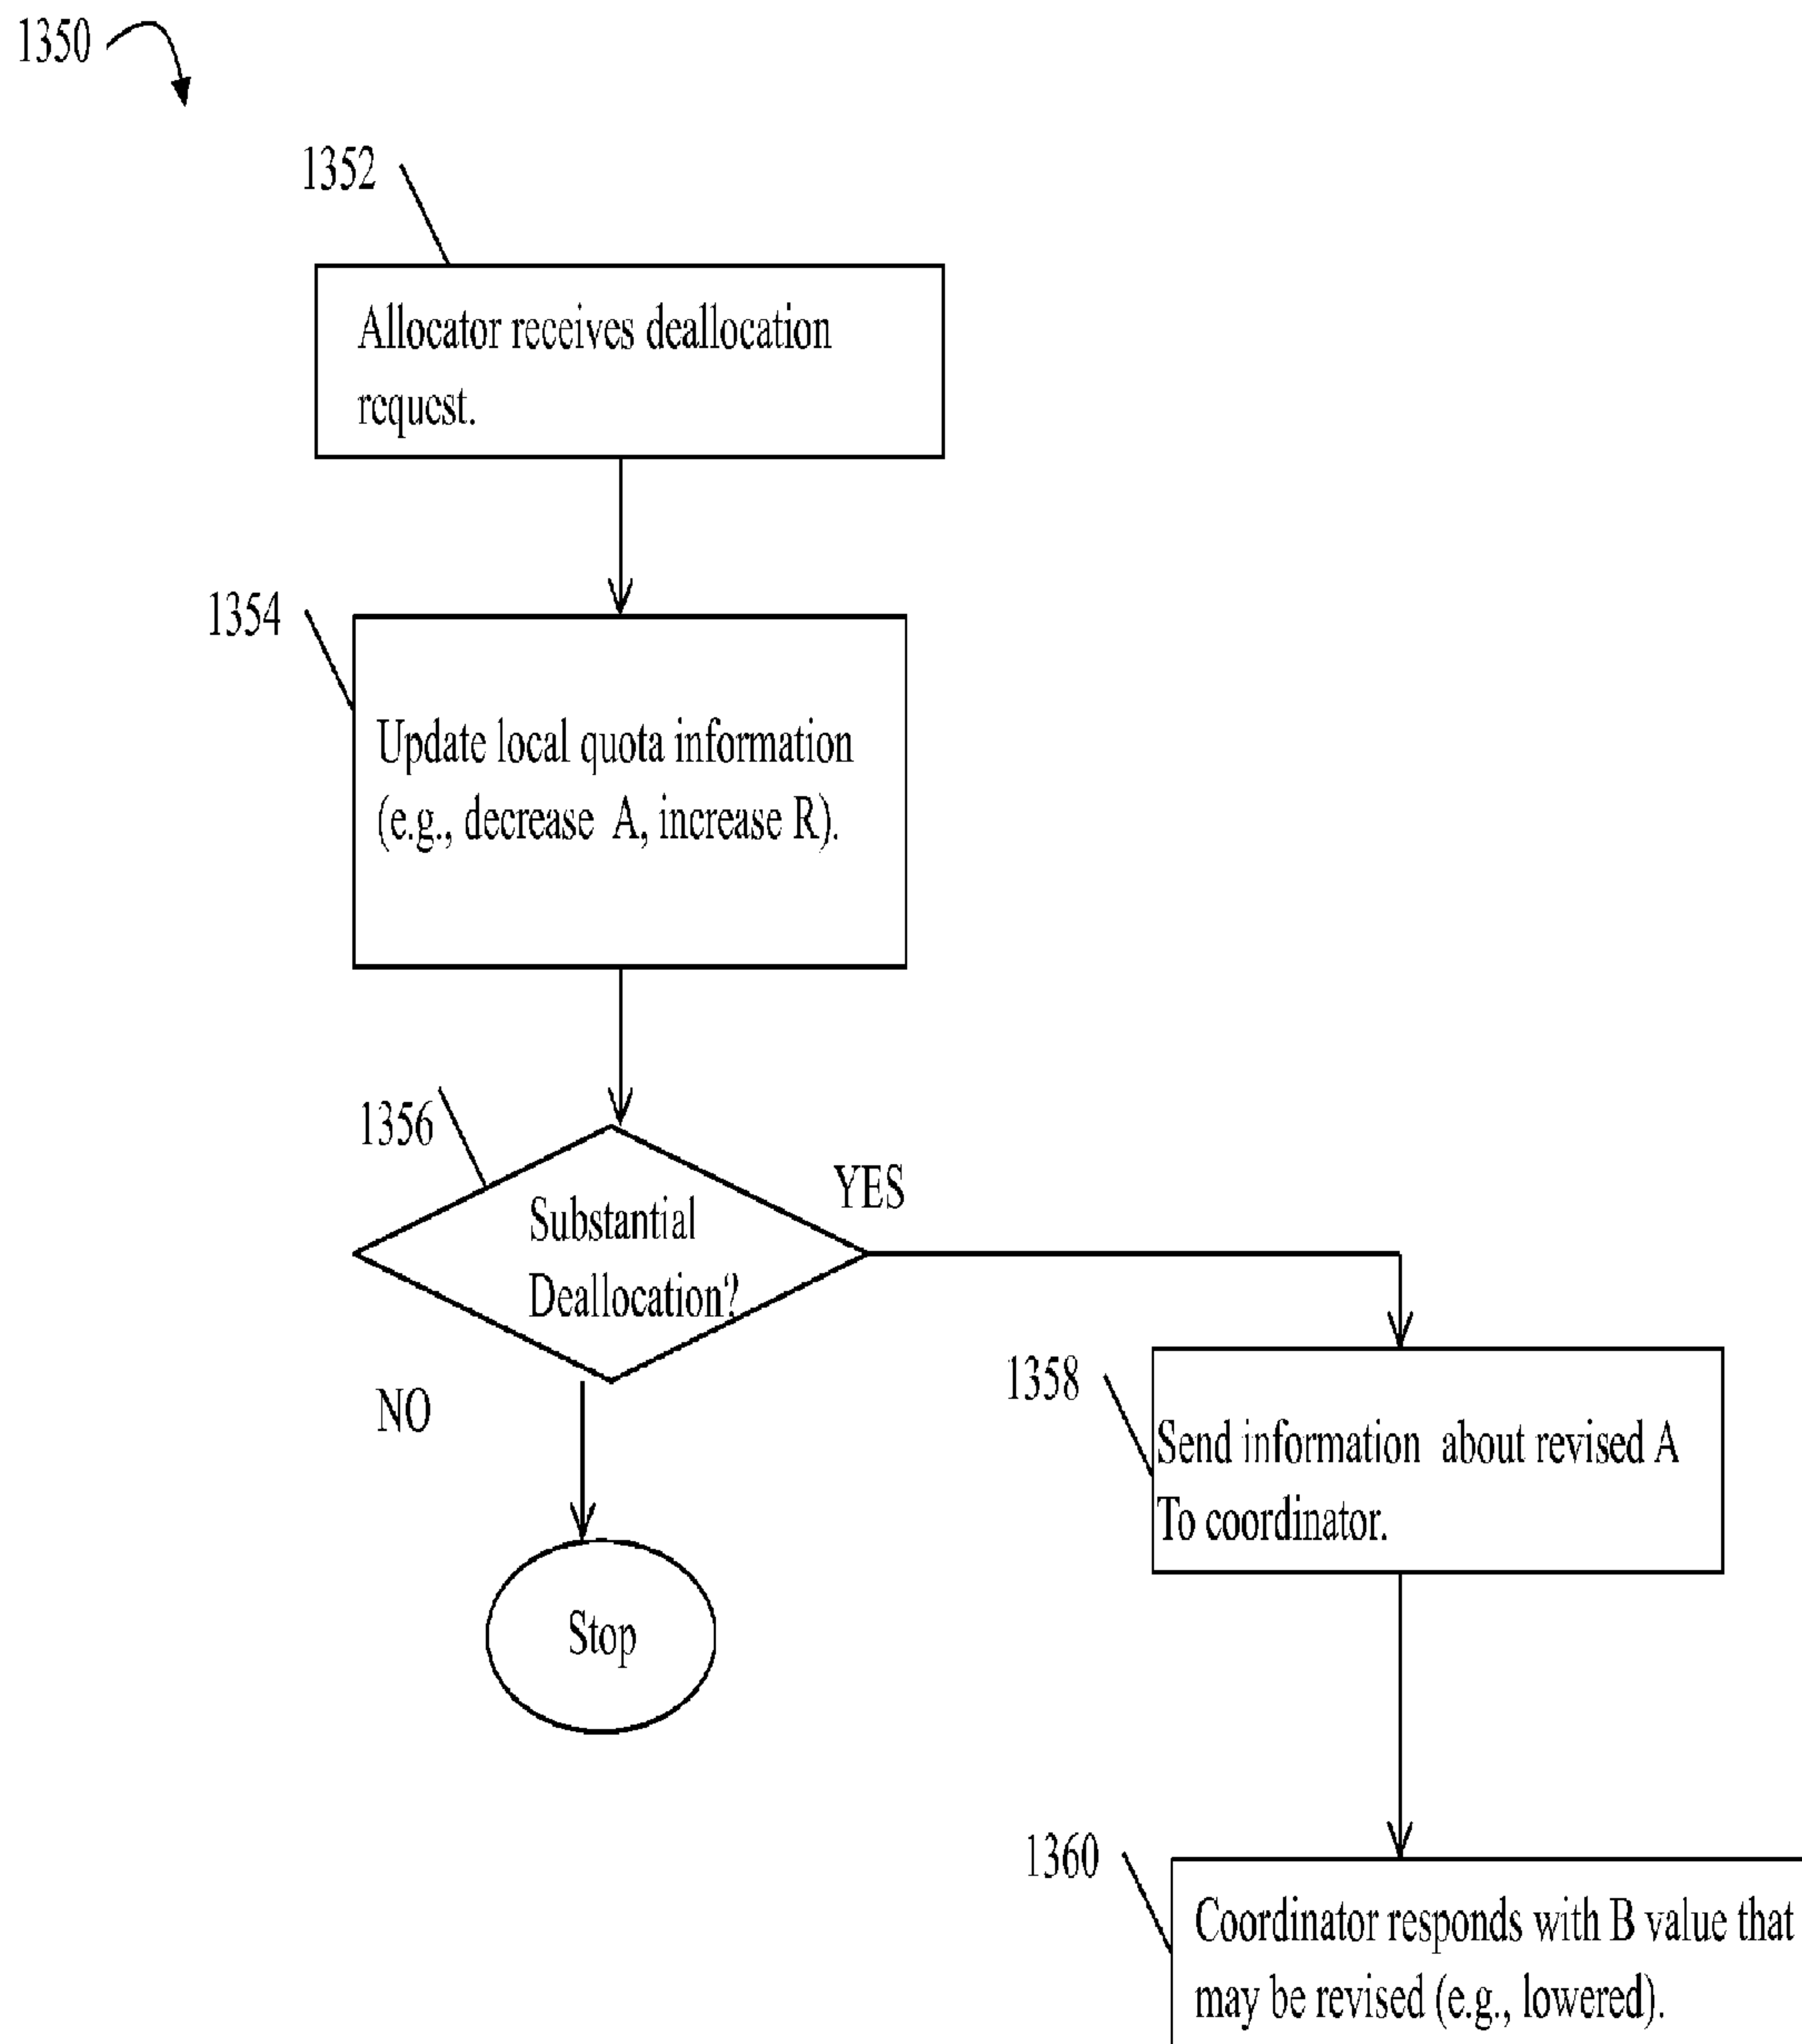 1350
1352
Allocator receives deallocation
request.
1354
Update local quota information
(e.g., decrease A, increase R).
1356
YES
Substantial
Deallocation?
NO
1358
Send information about revised A
To coordinator.
Stop
1360
Coordinator responds with B value that
may be revised (e.g., lowered).